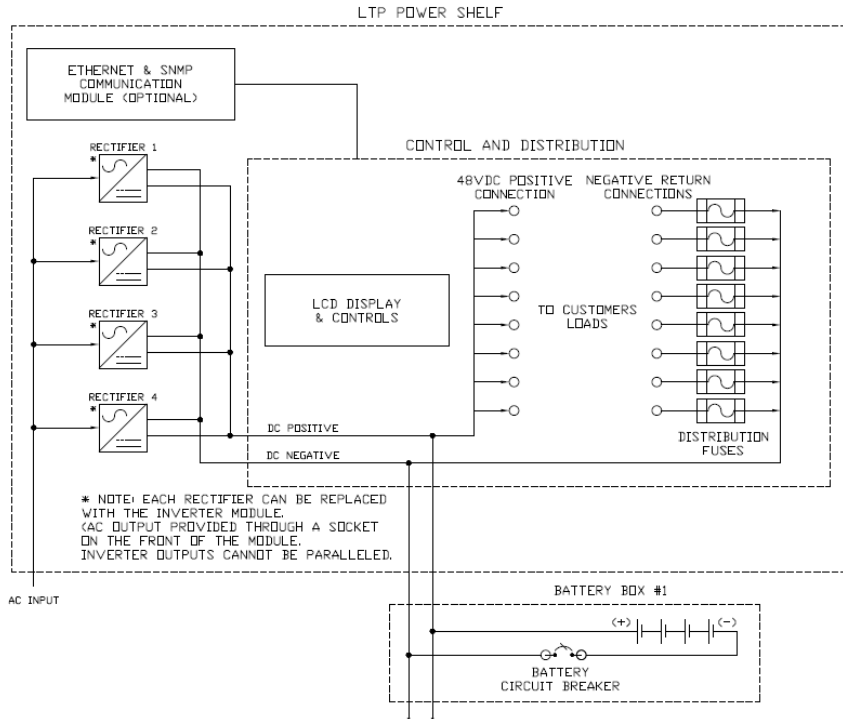 LTP POWER SHELF
ETHERNET & SNMP
COMMUNICATION
MODULE (OPTIONAL)
CONTROL AND DISTRIBUTION
RECTIFIER 1
*
RECTIFIER 2
*
RECTIFIER 3
*
RECTIFIER 4
*
48VDC POSITIVE
CONNECTION
NEGATIVE RETURN
CONNECTIONS
LCD DISPLAY
& CONTROLS
TO CUSTOMERS
LOADS
DISTRIBUTION
FUSES
DC POSITIVE
DC NEGATIVE
* NOTE: EACH RECTIFIER CAN BE REPLACED
WITH THE INVERTER MODULE.
(AC OUTPUT PROVIDED THROUGH A SOCKET
ON THE FRONT OF THE MODULE.
INVERTER OUTPUTS CANNOT BE PARALLELED.
AC INPUT
BATTERY BOX #1
(+)
(-)
BATTERY
CIRCUIT BREAKER